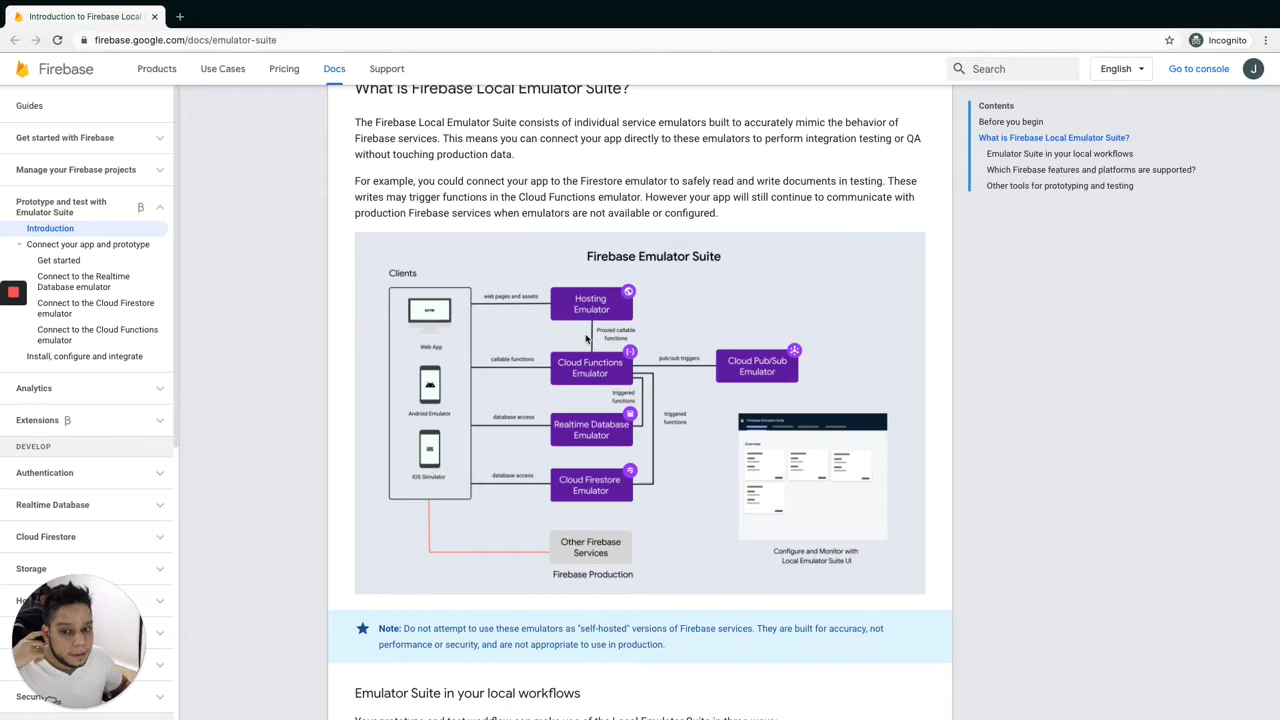 Introduction to Firebase Local
firebase.google.com/docs/emulator-suite
Incognito
Firebase
Products
Use Cases
Pricing
Docs
Support
Search
English
Go to console
J
Guides
Get started with Firebase
Manage your Firebase projects
Prototype and test with
Emulator Suite
β
Introduction
Connect your app and prototype
Get started
Connect to the Realtime
Database emulator
Connect to the Cloud Firestore
emulator
Connect to the Cloud Functions
emulator
Install, configure and integrate
Analytics
Extensions β
DEVELOP
Authentication
Realtime Database
Cloud Firestore
Storage
What is Firebase Local Emulator Suite?
The Firebase Local Emulator Suite consists of individual service emulators built to accurately mimic the behavior of
Firebase services. This means you can connect your app directly to these emulators to perform integration testing or QA
without touching production data.
For example, you could connect your app to the Firestore emulator to safely read and write documents in testing. These
writes may trigger functions in the Cloud Functions emulator. However your app will still continue to communicate with
production Firebase services when emulators are not available or configured.
Firebase Emulator Suite
Clients
HTTP
Web App
Android Emulator
iOS
IOS Simulator
web pages and assets
callable functions
database access
database access
Hosting
Emulator
Proxied callable
functions
Cloud Functions
Emulator
pub/sub triggers
Cloud Pub/Sub
Emulator
triggered
functions
triggered
functions
Realtime Database
Emulator
Cloud Firestore
Emulator
Other Firebase
Services
Firebase Production
Firebase Emulator Suite
Overview
Configure and Monitor with
Local Emulator Suite UI
Note: Do not attempt to use these emulators as "self-hosted" versions of Firebase services. They are built for accuracy, not
performance or security, and are not appropriate to use in production.
Emulator Suite in your local workflows
Contents
Before you begin
What is Firebase Local Emulator Suite?
Emulator Suite in your local workflows
Which Firebase features and platforms are supported?
Other tools for prototyping and testing